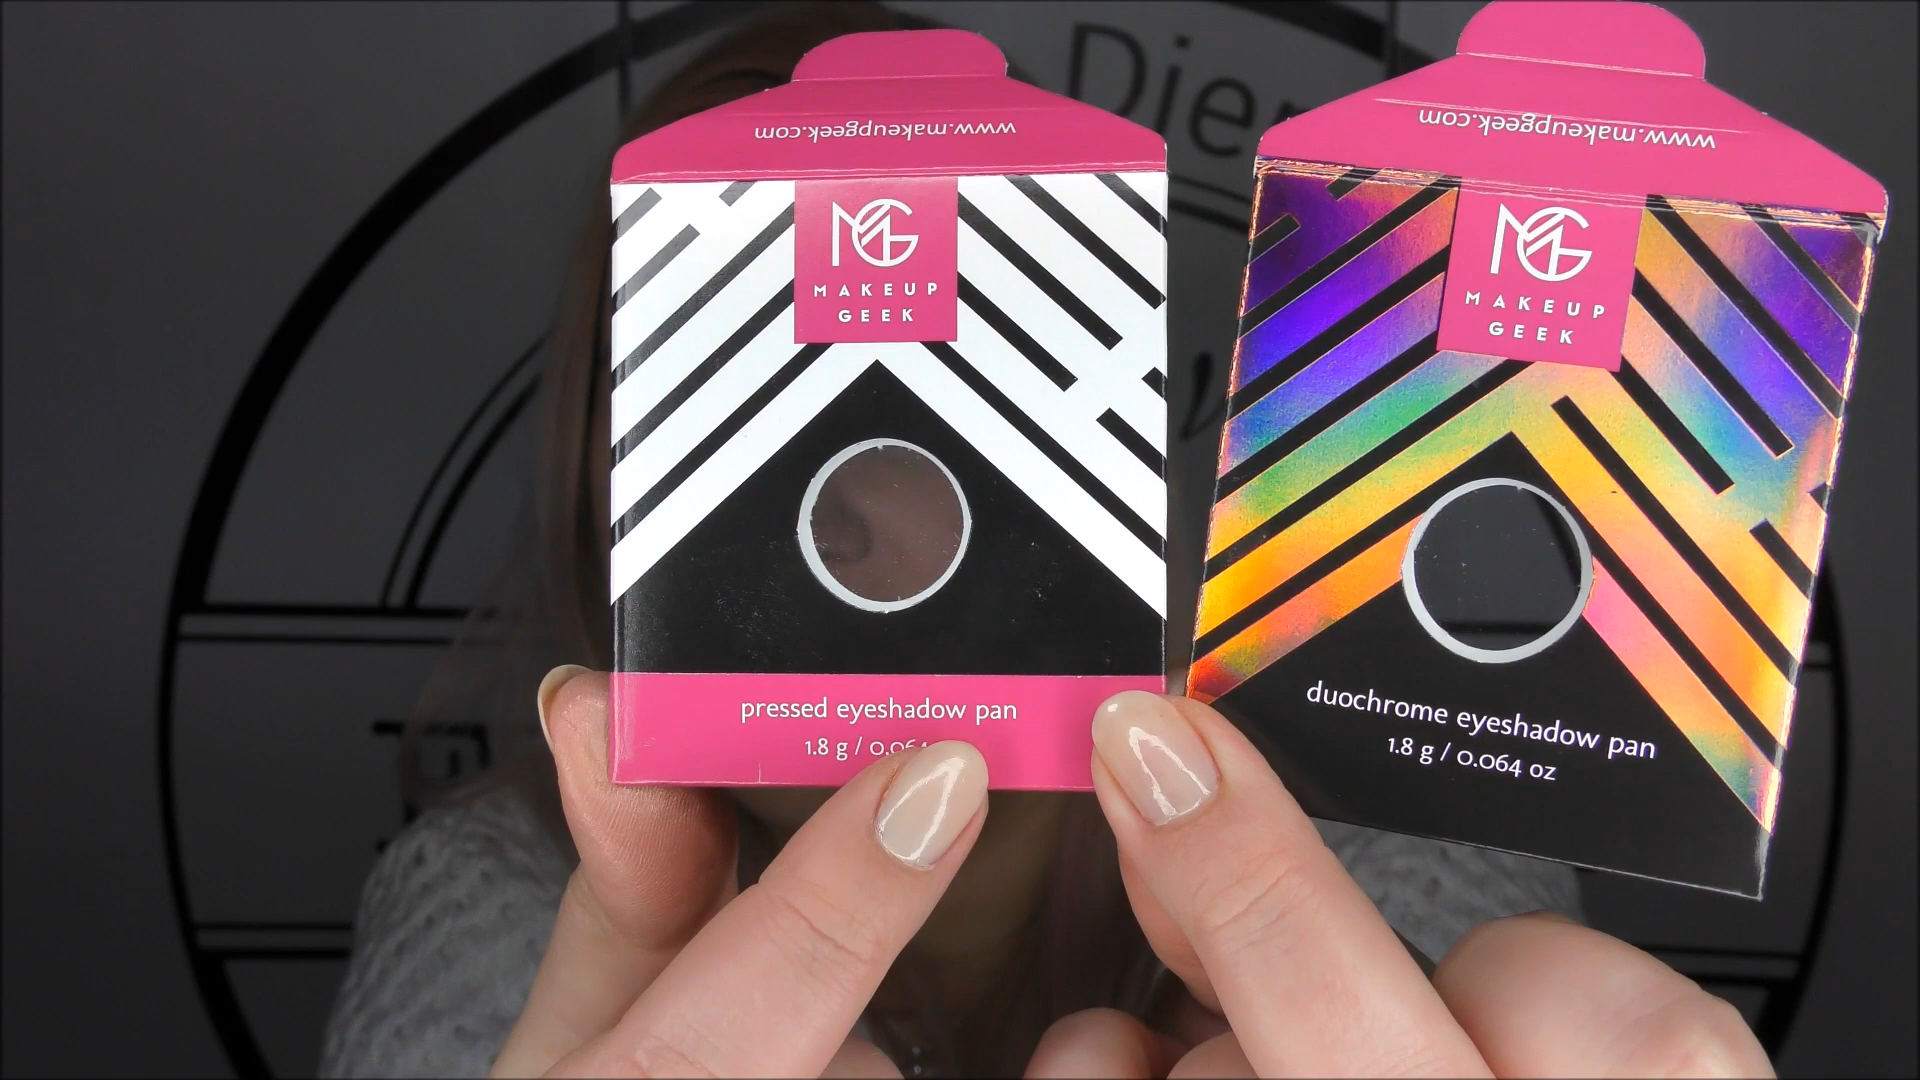 www.makeupgeek.com
MG
MAKEUP
GEEK
pressed eyeshadow pan
1.8 g / 0.064
www.makeupgeek.com
MG
MAKEUP
GEEK
duochrome eyeshadow pan
1.8 g / 0.064 oz